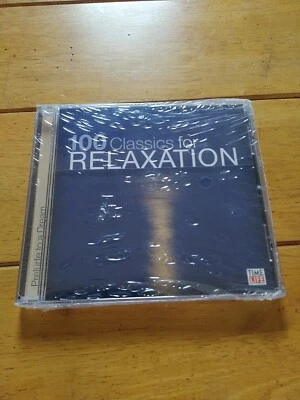 100 Classics for
RELAXATION
Prelude to a Dream
TIME
LIFE